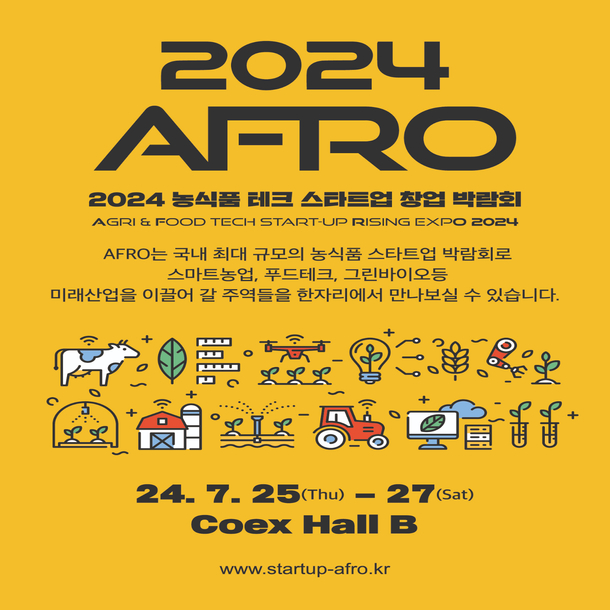 2024
AFRO
2024 농식품 테크 스타트업 창업 박람회
AGRI & FOOD TECH START-UP RISING EXPO 2024
AFRO는 국내 최대 규모의 농식품 스타트업 박람회로
스마트농업, 푸드테크, 그린바이오등
미래산업을 이끌어 갈 주역들을 한자리에서 만나보실 수 있습니다.
24. 7. 25(Thu) – 27(Sat)
Coex Hall B
www.startup-afro.kr